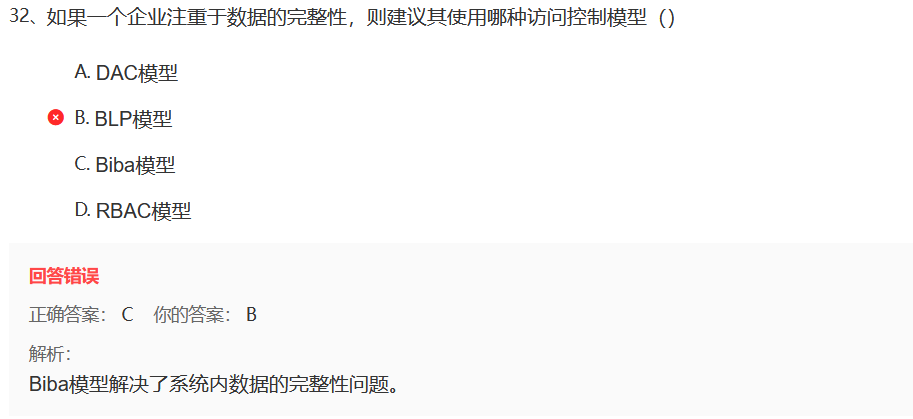 32、如果一个企业注重于数据的完整性，则建议其使用哪种访问控制模型（）
A. DAC模型
B. BLP模型
C. Biba模型
D. RBAC模型
回答错误
正确答案： C 你的答案： B
解析：
Biba模型解决了系统内数据的完整性问题。